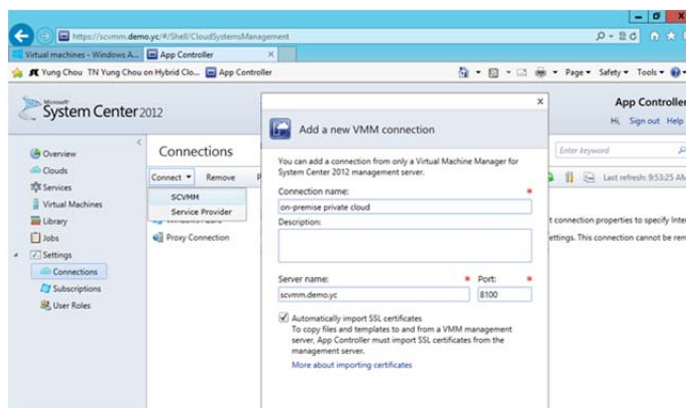 https://scvmm.demo.yc/#/Shell/CloudSystemsManagement
Virtual machines - Windows A...
App Controller
Yung Chou
TN Yung Chou on Hybrid Clo...
App Controller
Page
Safety
Tools
Microsoft
System Center 2012
App Controller
Hi,
Sign out
Help
Overview
Clouds
Services
Virtual Machines
Library
Jobs
Settings
Connections
Subscriptions
User Roles
Connections
Connect
Remove
P
SCVMM
Service Provider
Proxy Connection
Enter keyword
Last refresh: 9:53:25 AM
t connection properties to specify Inter
ettings. This connection cannot be rem
Add a new VMM connection
You can add a connection from only a Virtual Machine Manager for
System Center 2012 management server.
Connection name:
on-premise private cloud
Description:
Server name:
Port:
scvmm.demo.yc
8100
Automatically import SSL certificates
To copy files and templates to and from a VMM management
server, App Controller must import SSL certificates from the
management server.
More about importing certificates